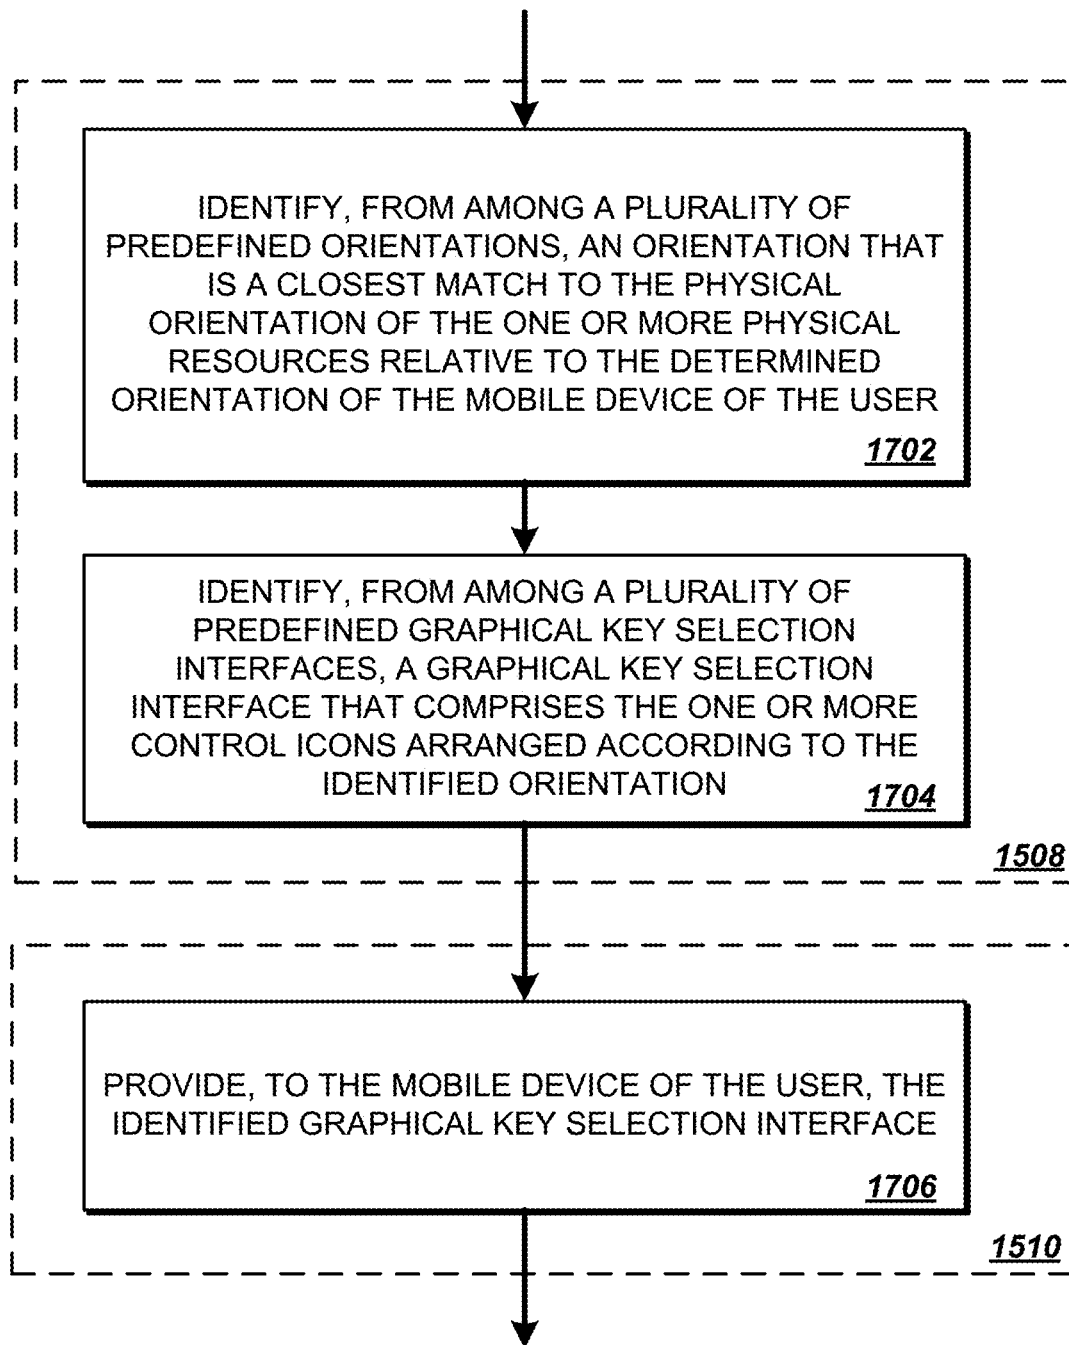 IDENTIFY, FROM AMONG A PLURALITY OF
PREDEFINED ORIENTATIONS, AN ORIENTATION THAT
IS A CLOSEST MATCH TO THE PHYSICAL
ORIENTATION OF THE ONE OR MORE PHYSICAL
RESOURCES RELATIVE TO THE DETERMINED
ORIENTATION OF THE MOBILE DEVICE OF THE USER
1702
IDENTIFY, FROM AMONG A PLURALITY OF
PREDEFINED GRAPHICAL KEY SELECTION
INTERFACES, A GRAPHICAL KEY SELECTION
INTERFACE THAT COMPRISES THE ONE OR MORE
CONTROL ICONS ARRANGED ACCORDING TO THE
IDENTIFIED ORIENTATION
1704
1508
PROVIDE, TO THE MOBILE DEVICE OF THE USER, THE
IDENTIFIED GRAPHICAL KEY SELECTION INTERFACE
1706
1510